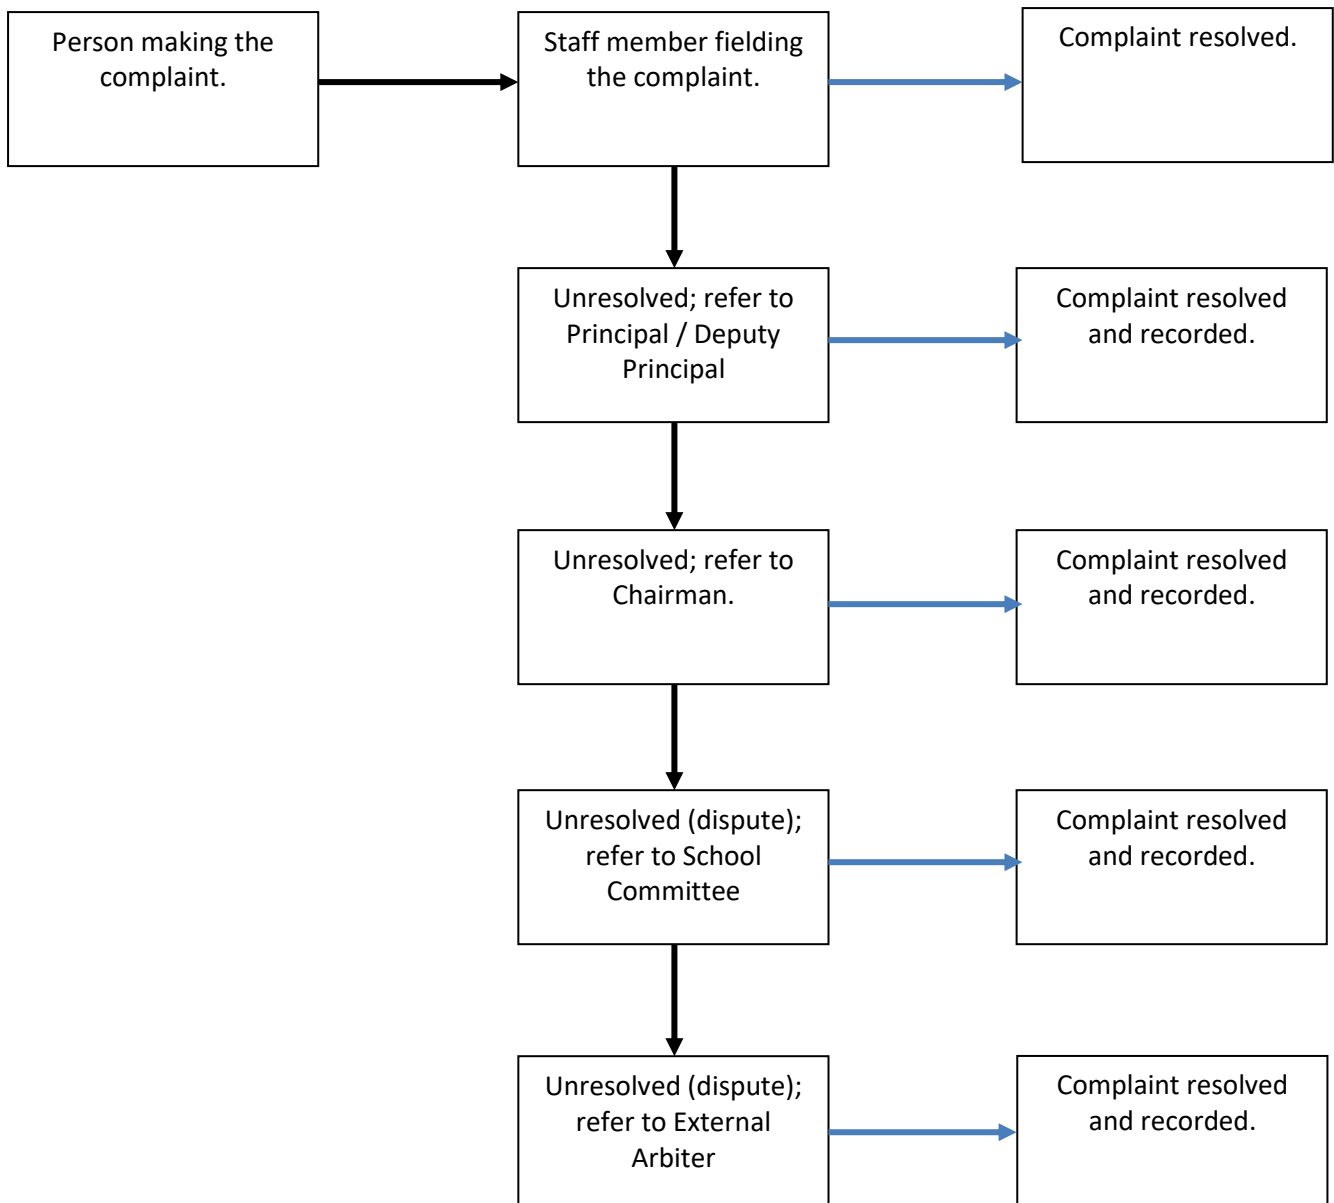 Person making the
complaint.
Staff member fielding
the complaint.
Complaint resolved.
Unresolved; refer to
Principal / Deputy
Principal
Complaint resolved
and recorded.
Unresolved; refer to
Chairman.
Complaint resolved
and recorded.
Unresolved (dispute);
refer to School
Committee
Complaint resolved
and recorded.
Unresolved (dispute);
refer to External
Arbiter
Complaint resolved
and recorded.